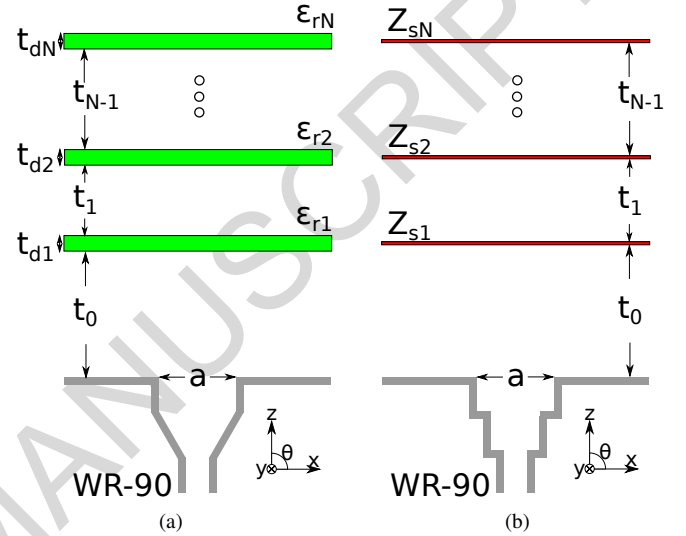 t_dN
ε_rN
t_N-1
t_d2
ε_r2
t_1
t_d1
ε_r1
t_0
a
z
θ
y
x
WR-90
(a)
Z_sN
t_N-1
Z_s2
t_1
Z_s1
t_0
a
z
θ
y
x
WR-90
(b)
MANUSCRIPT